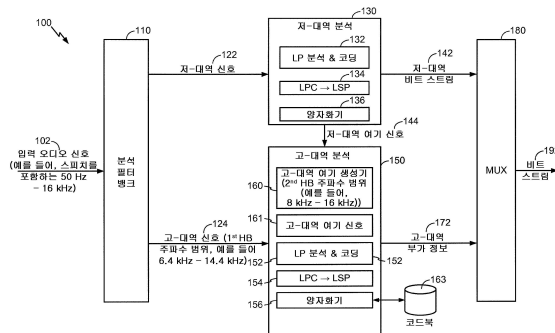 100
110
분석
필터
뱅크
102
입력 오디오 신호
(예를 들어, 스피치를
포함하는 50 Hz
– 16 kHz)
122
저-대역 신호
124
고-대역 신호 (1st HB
주파수 범위, 예를 들어
6.4 kHz – 14.4 kHz)
130
저-대역 분석
132
LP 분석 & 코딩
134
LPC → LSP
136
양자화기
144
저-대역 여기 신호
142
저-대역
비트 스트림
150
고-대역 분석
160
고-대역 여기 생성기
(2nd HB 주파수 범위
(예를 들어,
8 kHz – 16 kHz))
161
고-대역 여기 신호
152
LP 분석 & 코딩
152
154
LPC → LSP
156
양자화기
163
코드북
172
고-대역
부가 정보
180
MUX
192
비트
스트림